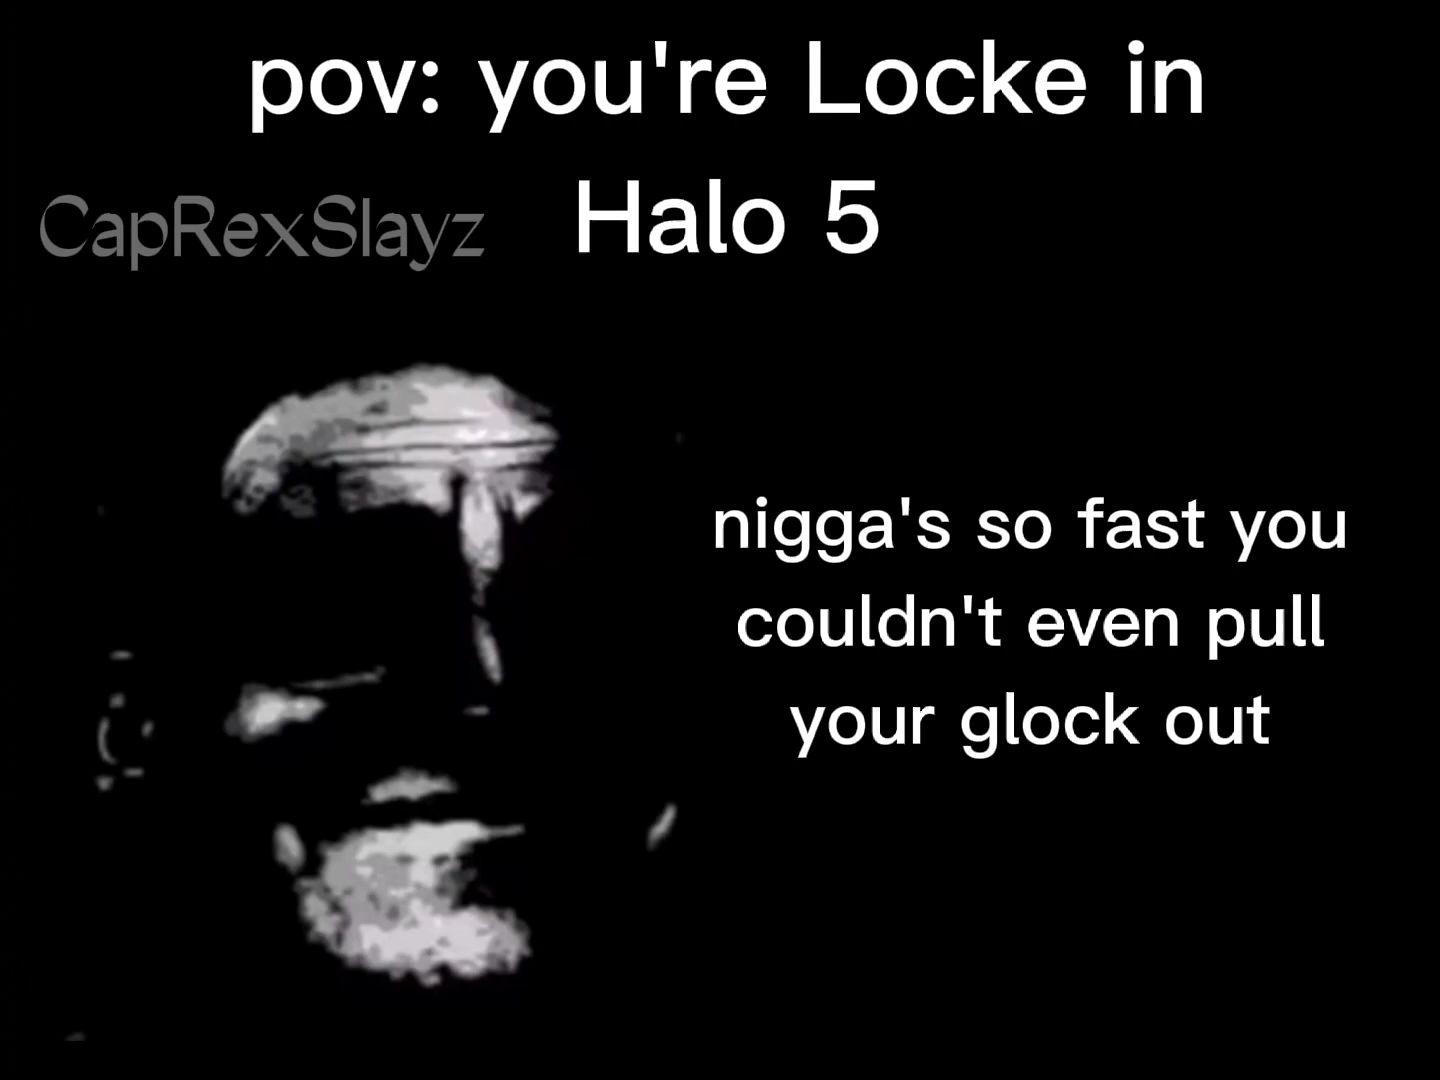 pov: you're Locke in
Halo 5
CapRexSlayz
nigga's so fast you
couldn't even pull
your glock out